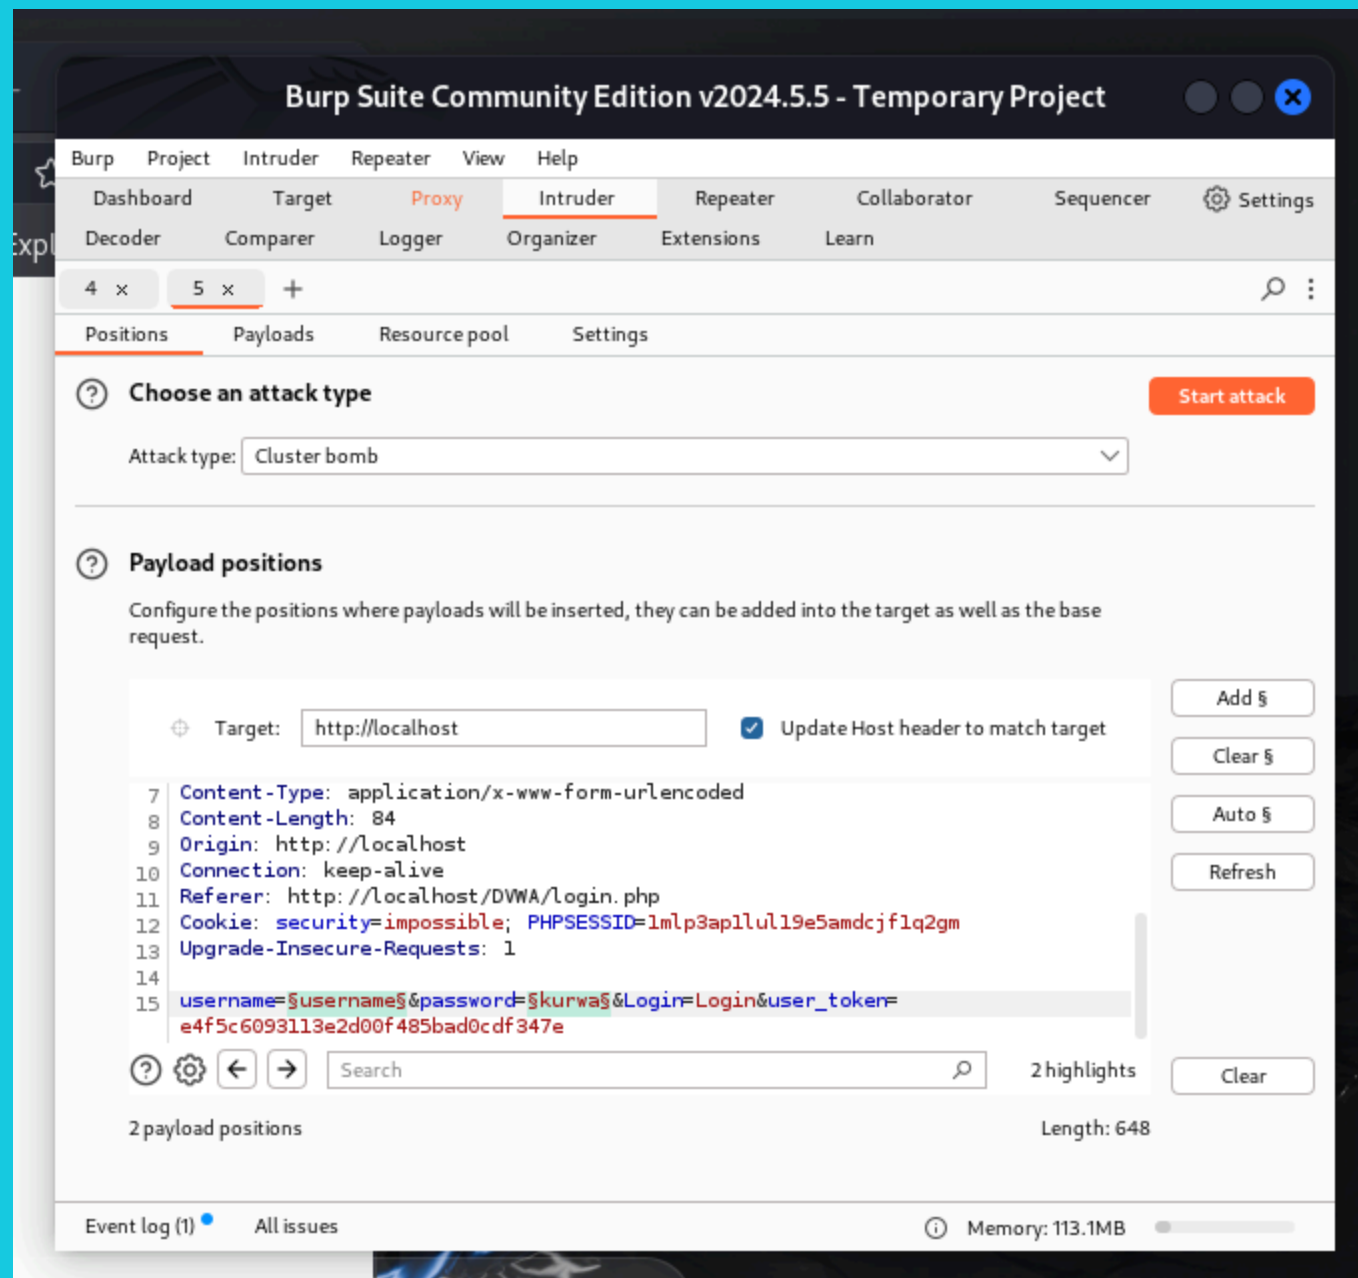 Burp Suite Community Edition v2024.5.5 - Temporary Project
Burp Project Intruder Repeater View Help
Dashboard Target Proxy Intruder Repeater Collaborator Sequencer Settings
Expl
Decoder Comparer Logger Organizer Extensions Learn
4 × 5 × +
Positions Payloads Resource pool Settings
? Choose an attack type Start attack
Attack type: Cluster bomb
? Payload positions
Configure the positions where payloads will be inserted, they can be added into the target as well as the base
request.
Add §
Target: http://localhost Update Host header to match target
Clear §
7 Content-Type: application/x-www-form-urlencoded
8 Content-Length: 84
Auto §
9 Origin: http://localhost
10 Connection: keep-alive
Refresh
11 Referer: http://localhost/DVWA/login.php
12 Cookie: security=impossible; PHPSESSID=1mlp3ap1lul19e5amdcjf1q2gm
13 Upgrade-Insecure-Requests: 1
14
15 username=§username§&password=§kurwa§&Login=Login&user_token=
e4f5c6093113e2d00f485bad0cdf347e
? Search 2 highlights Clear
2 payload positions Length: 648
Event log (1) All issues Memory: 113.1MB